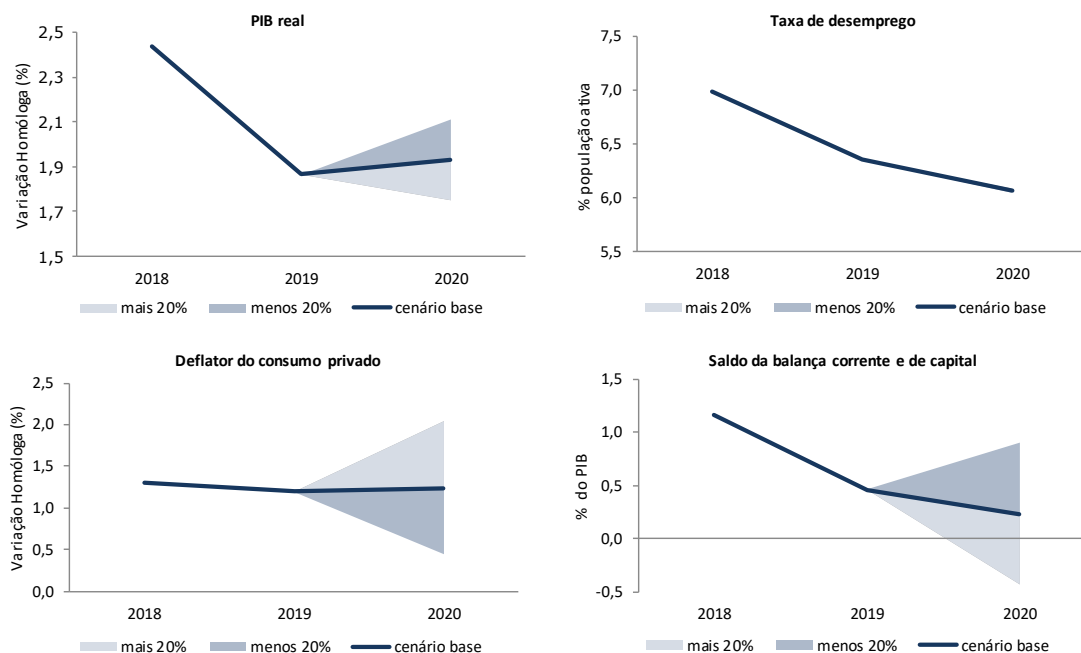 PIB real
Variação Homóloga (%)
2,5
2,3
2,1
1,9
1,7
1,5
2018 2019 2020
mais 20% menos 20% cenário base
Taxa de desemprego
% população ativa
7,5
7,0
6,5
6,0
5,5
2018 2019 2020
mais 20% menos 20% cenário base
Deflator do consumo privado
Variação Homóloga (%)
2,5
2,0
1,5
1,0
0,5
0,0
2018 2019 2020
mais 20% menos 20% cenário base
Saldo da balança corrente e de capital
% do PIB
1,5
1,0
0,5
0,0
-0,5
2018 2019 2020
mais 20% menos 20% cenário base